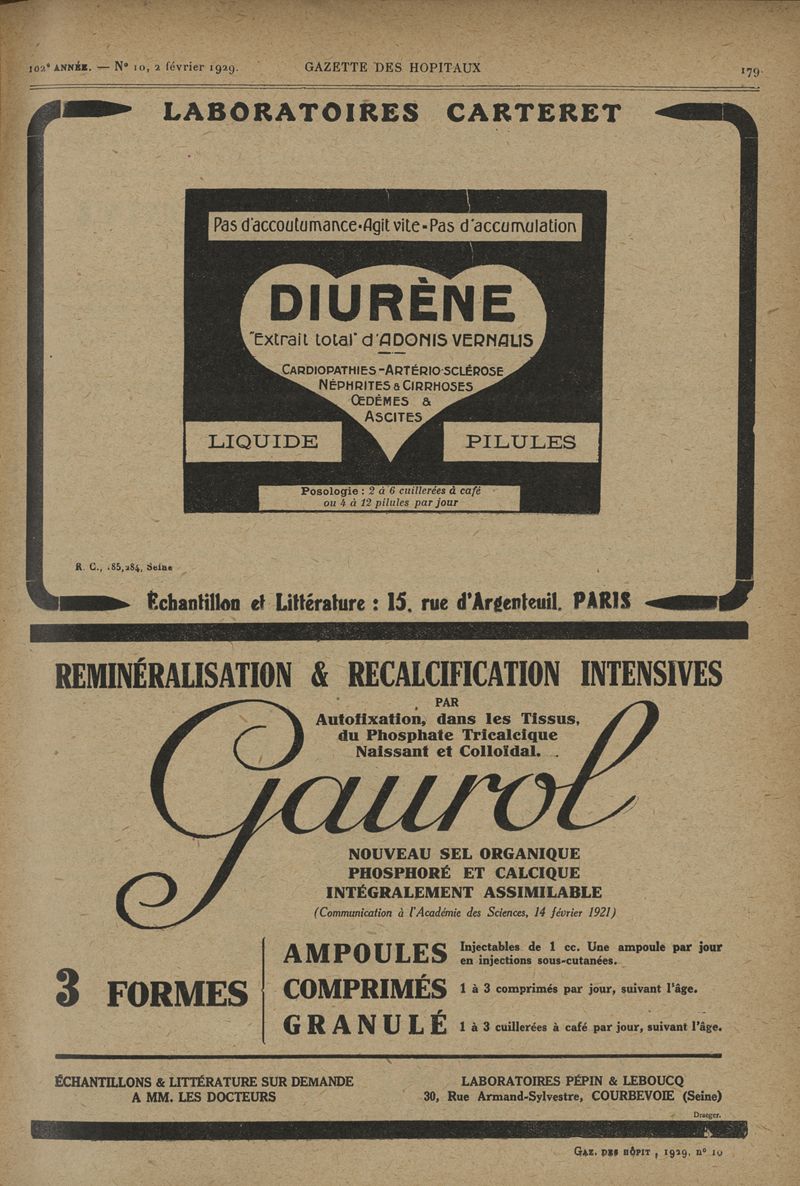 102e ANNÉE. — No 10, 2 février 1929. GAZETTE DES HOPITAUX 179
LABORATOIRES CARTERET
Pas d'accoutumance-Agit vite-Pas d'accumulation
DIURÈNE
"Extrait total" d'ADONIS VERNALIS
CARDIOPATHIES-ARTÉRIO-SCLÉROSE
NÉPHRITES & CIRRHOSES
ŒDÈMES &
ASCITES
LIQUIDE PILULES
Posologie : 2 à 6 cuillerées à café
ou 4 à 12 pilules par jour
R. C., 185,284, Seine
Échantillon et Littérature : 15, rue d'Argenteuil, PARIS
REMINÉRALISATION & RECALCIFICATION INTENSIVES
PAR
Autofixation, dans les Tissus,
du Phosphate Tricalcique
Naissant et Colloïdal.
Gaurol
NOUVEAU SEL ORGANIQUE
PHOSPHORÉ ET CALCIQUE
INTÉGRALEMENT ASSIMILABLE
(Communication à l'Académie des Sciences, 14 février 1921)
3 FORMES
AMPOULES Injectables de 1 cc. Une ampoule par jour
en injections sous-cutanées.
COMPRIMÉS 1 à 3 comprimés par jour, suivant l'âge.
GRANULÉ 1 à 3 cuillerées à café par jour, suivant l'âge.
ÉCHANTILLONS & LITTÉRATURE SUR DEMANDE
A MM. LES DOCTEURS
LABORATOIRES PÉPIN & LEBOUCQ
30, Rue Armand-Sylvestre, COURBEVOIE (Seine)
Draeger.
GAZ. DES HÔPIT, 1929, no 10